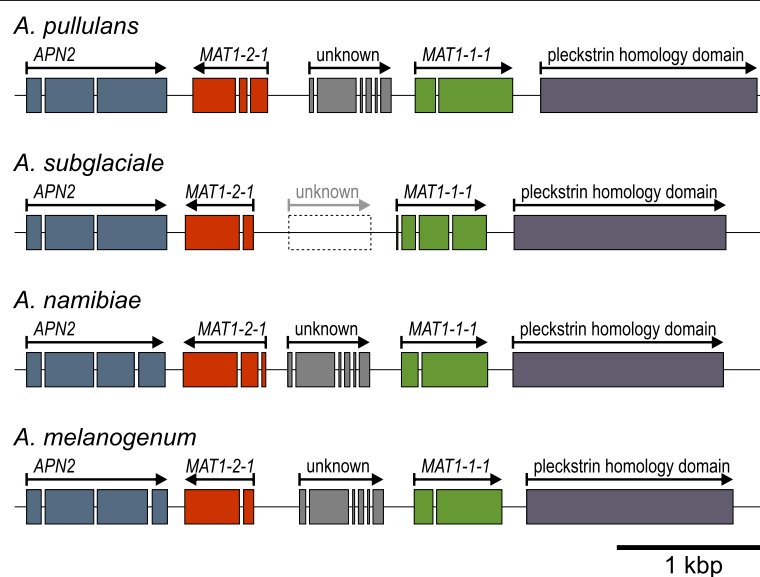 A. pullulans
APN2 MAT1-2-1 unknown MAT1-1-1 pleckstrin homology domain
A. subglaciale
APN2 MAT1-2-1 unknown MAT1-1-1 pleckstrin homology domain
A. namibiae
APN2 MAT1-2-1 unknown MAT1-1-1 pleckstrin homology domain
A. melanogenum
APN2 MAT1-2-1 unknown MAT1-1-1 pleckstrin homology domain
1 kbp